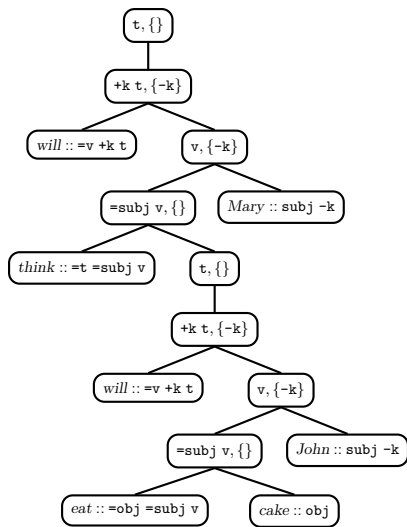 t, {}
+k t, {-k}
will :: =v +k t
v, {-k}
=subj v, {}
Mary :: subj -k
think :: =t =subj v
t, {}
+k t, {-k}
will :: =v +k t
v, {-k}
=subj v, {}
John :: subj -k
eat :: =obj =subj v
cake :: obj